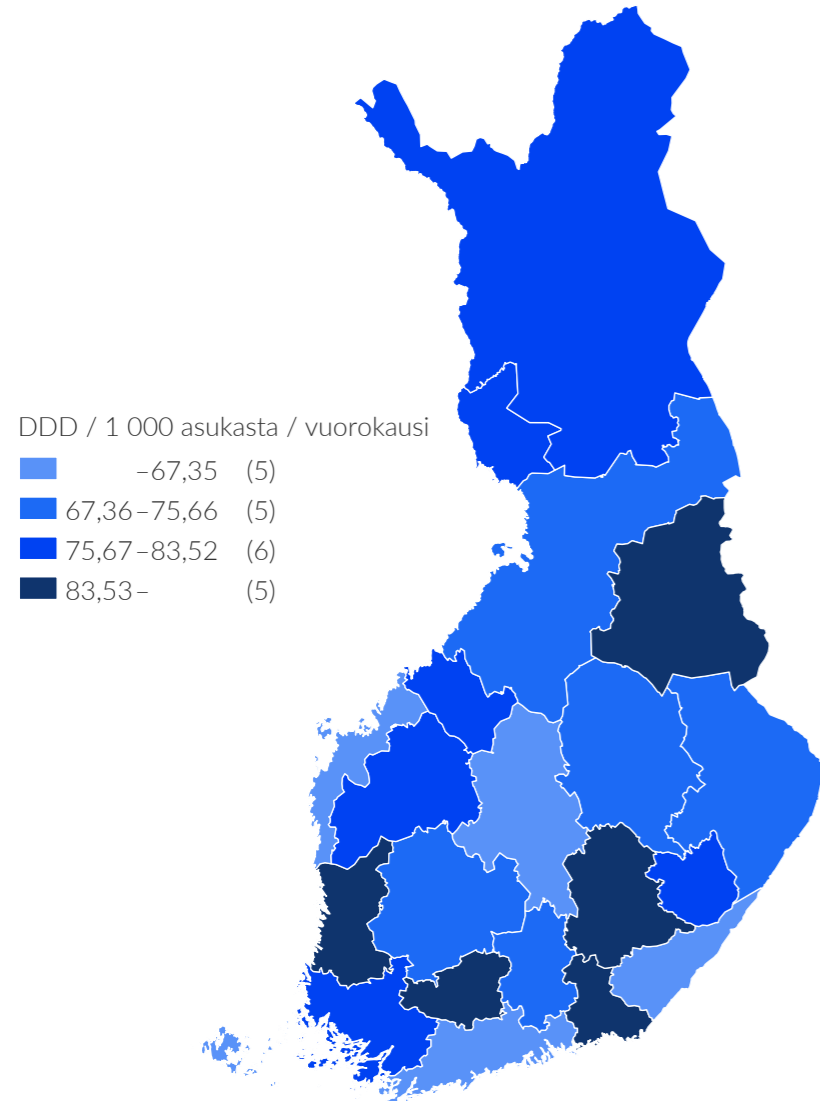 DDD / 1 000 asukasta / vuorokausi
–67,35 (5)
67,36–75,66 (5)
75,67–83,52 (6)
83,53– (5)